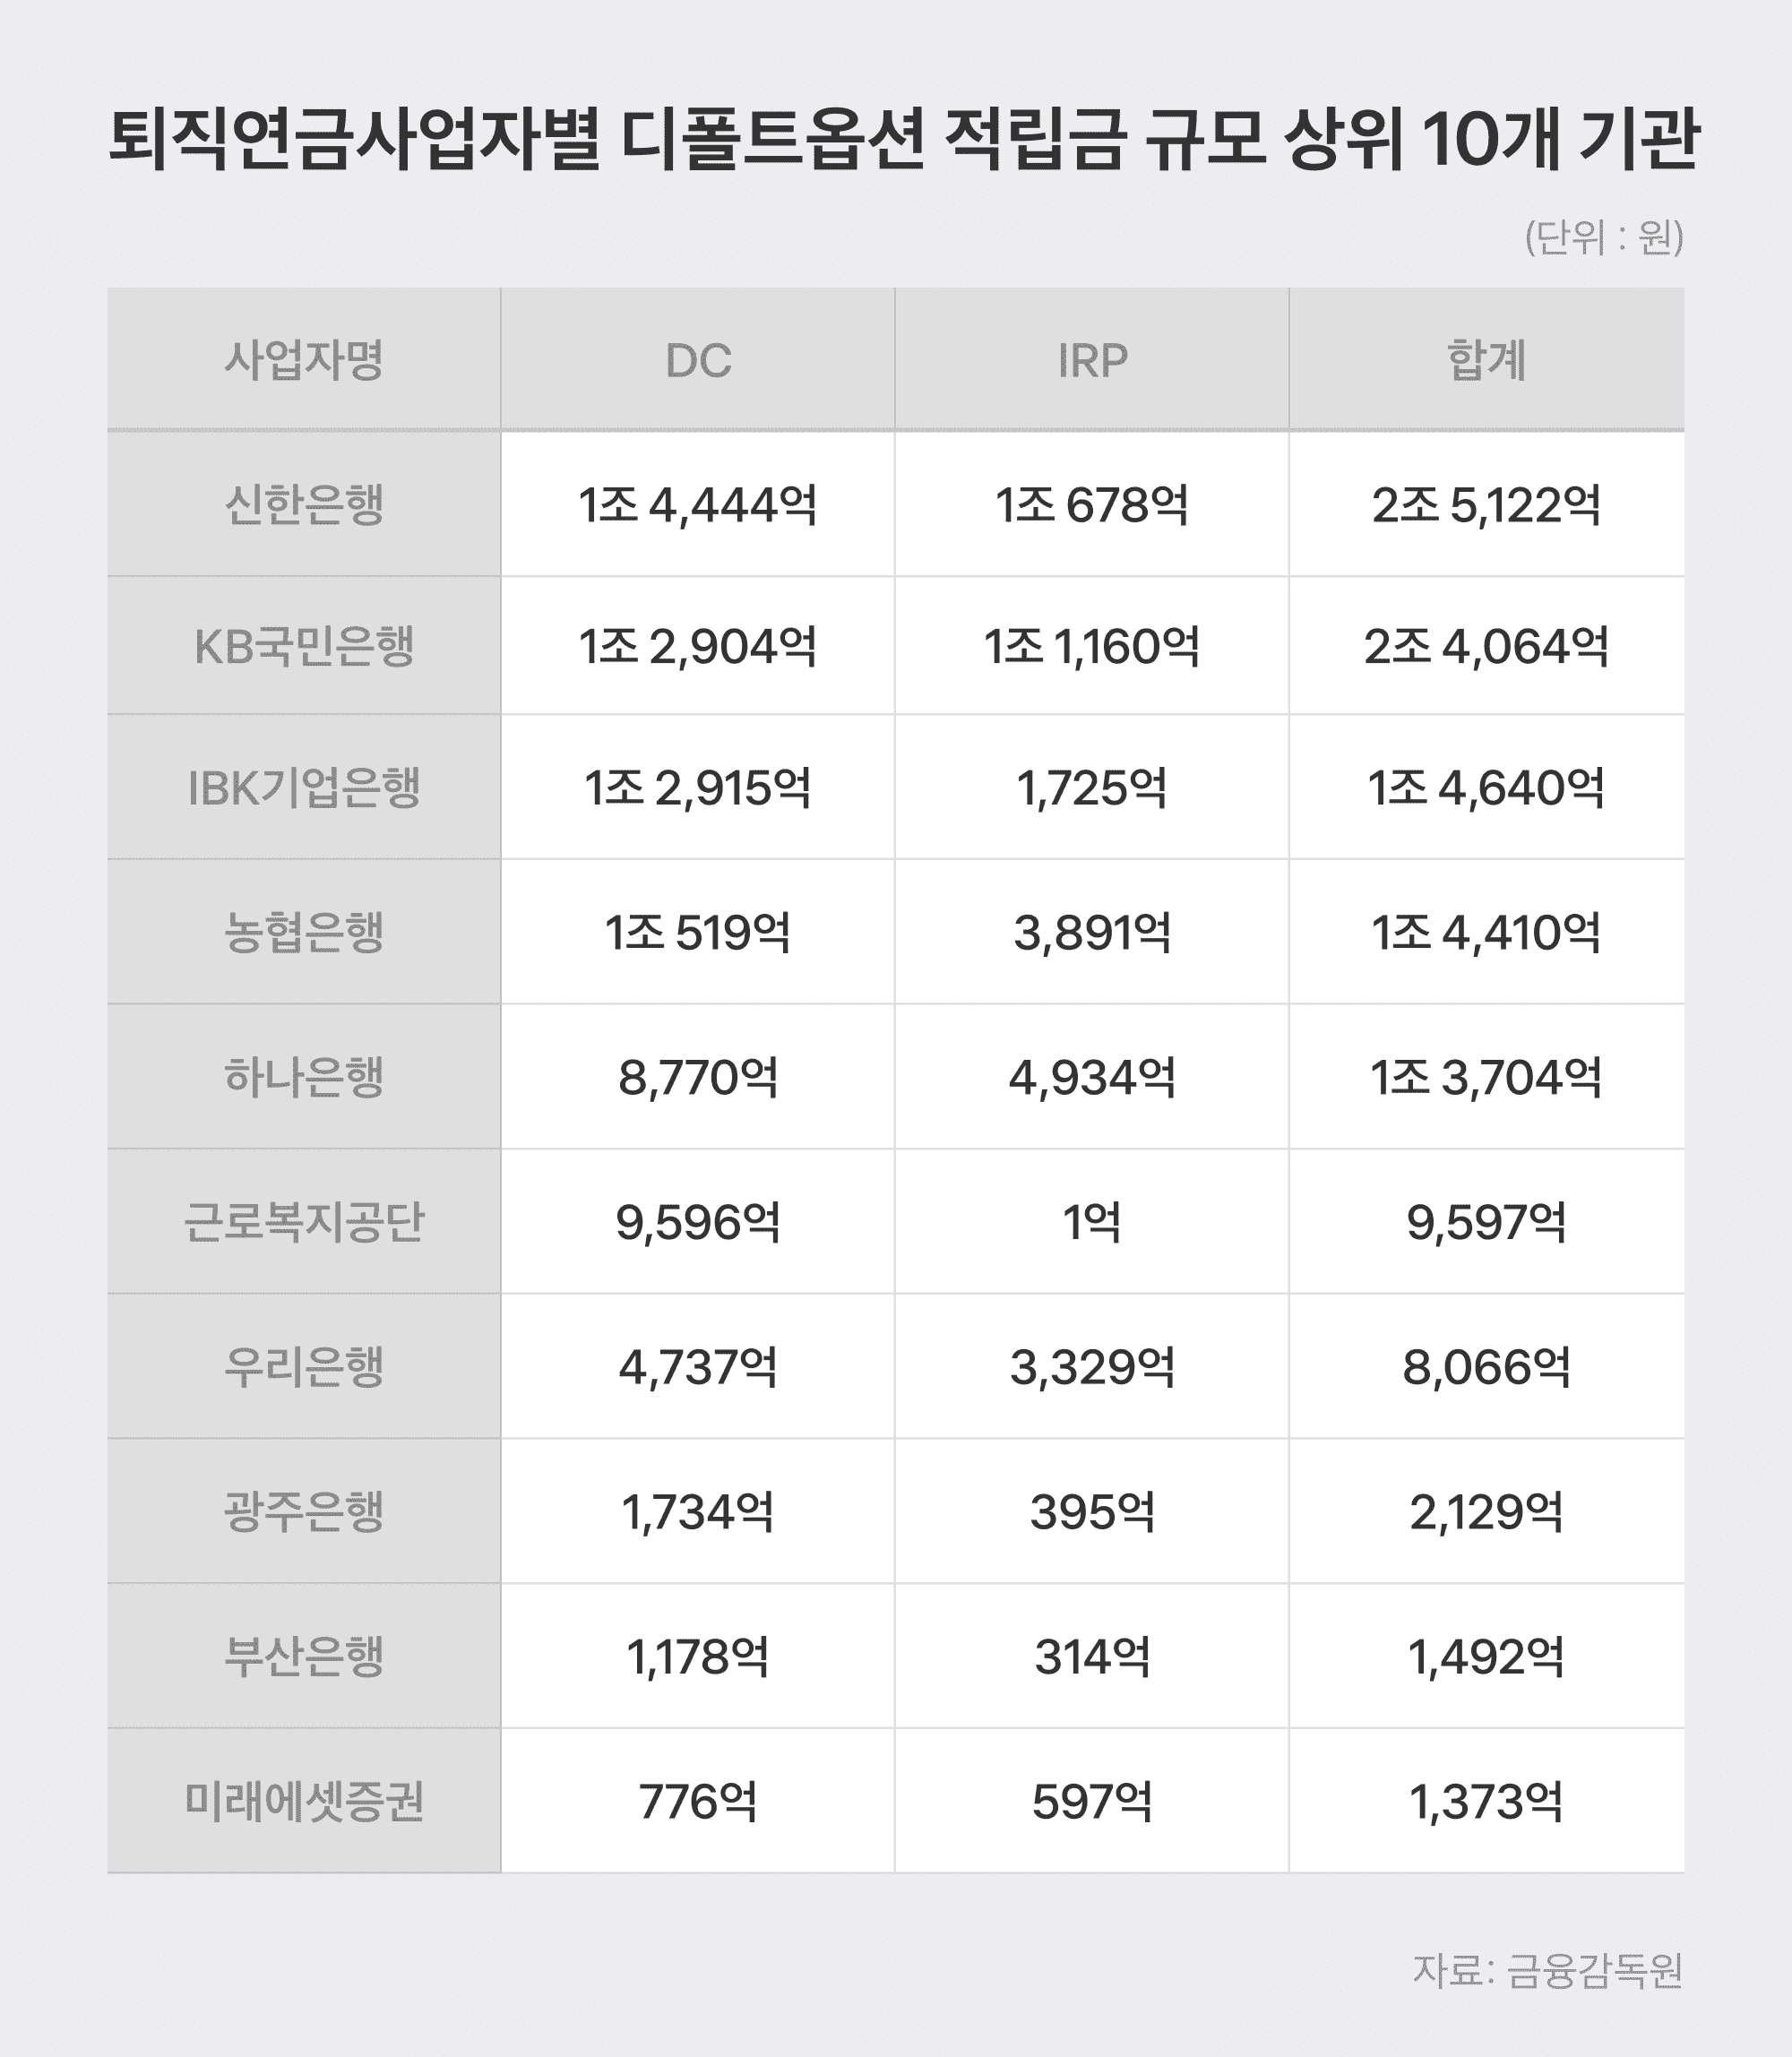 퇴직연금사업자별 디폴트옵션 적립금 규모 상위 10개 기관
(단위 : 원)
사업자명 DC IRP 합계
신한은행 1조 4,444억 1조 678억 2조 5,122억
KB국민은행 1조 2,904억 1조 1,160억 2조 4,064억
IBK기업은행 1조 2,915억 1,725억 1조 4,640억
농협은행 1조 519억 3,891억 1조 4,410억
하나은행 8,770억 4,934억 1조 3,704억
근로복지공단 9,596억 1억 9,597억
우리은행 4,737억 3,329억 8,066억
광주은행 1,734억 395억 2,129억
부산은행 1,178억 314억 1,492억
미래에셋증권 776억 597억 1,373억
자료: 금융감독원